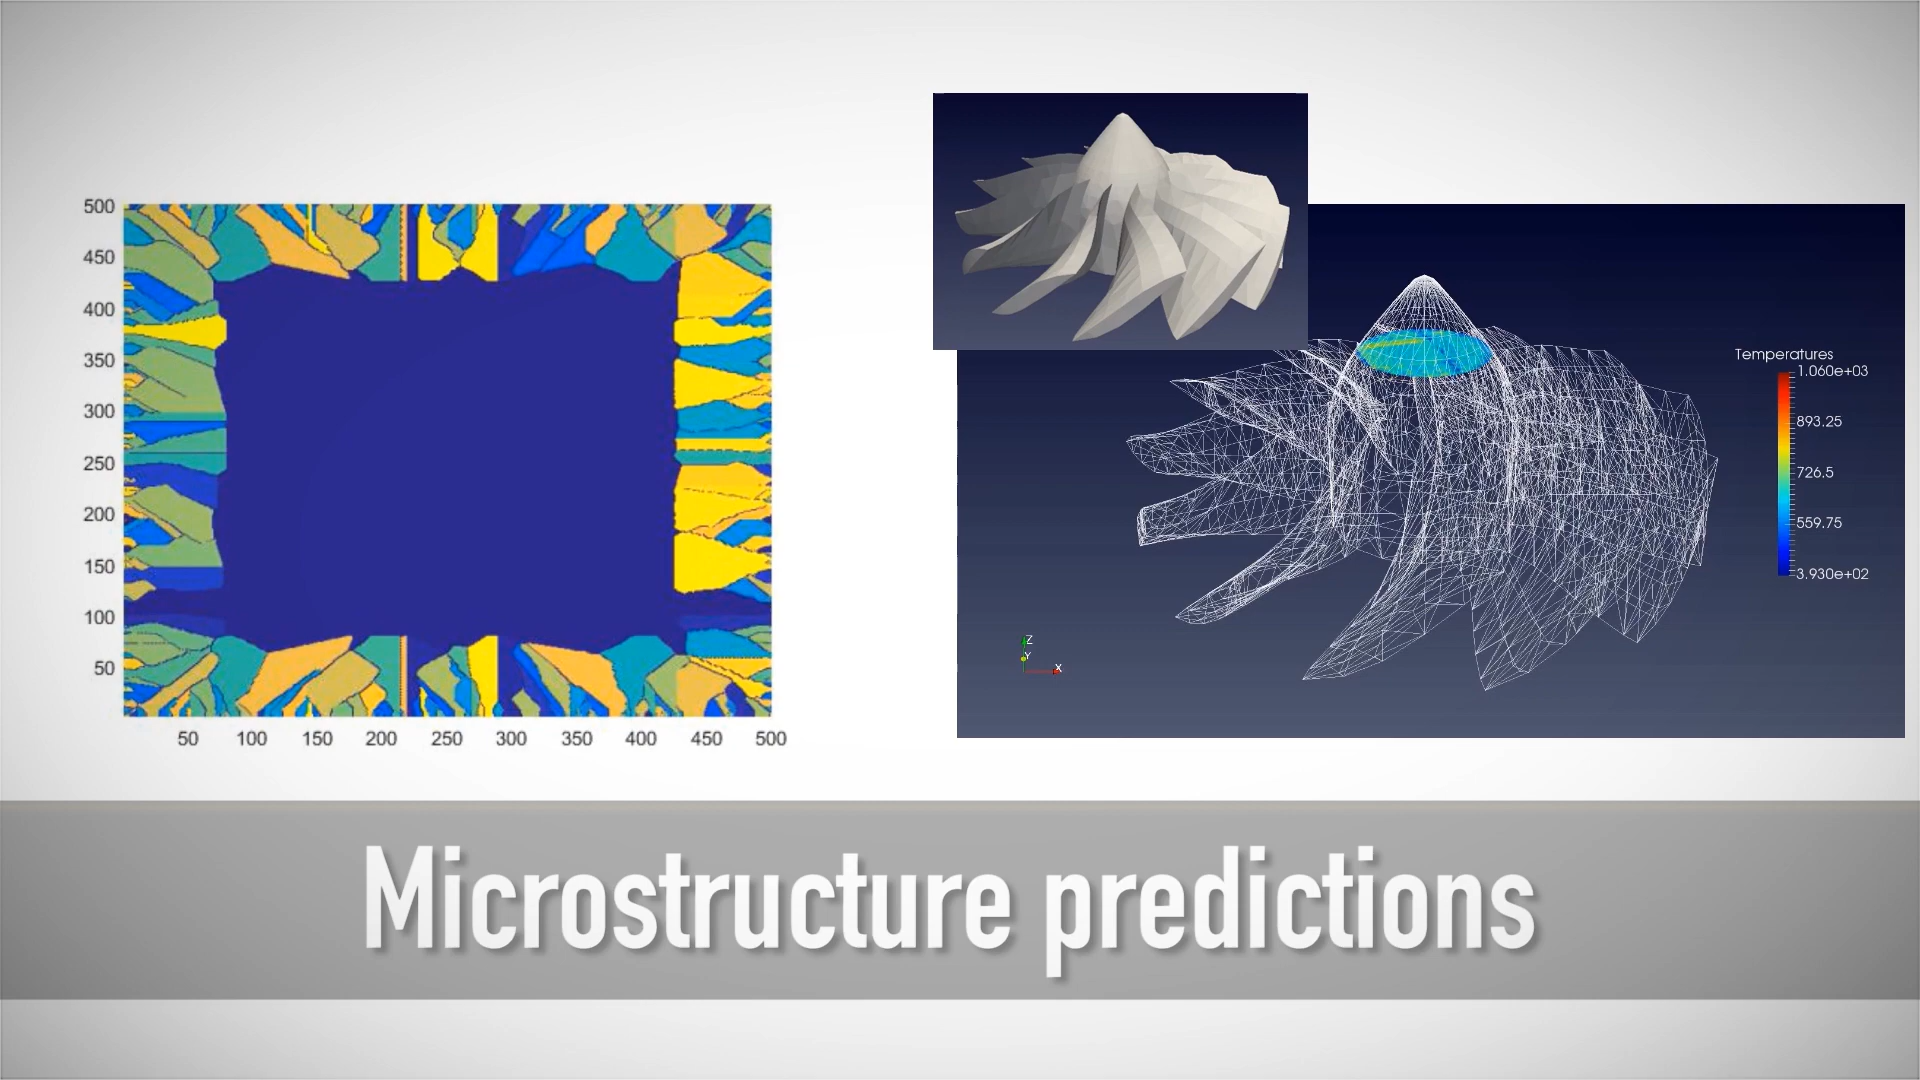 500
450
400
350
300
250
200
150
100
50
50 100 150 200 250 300 350 400 450 500
Temperatures
1.060e+03
893.25
726.5
559.75
3.930e+02
Z
Y
X
Microstructure predictions